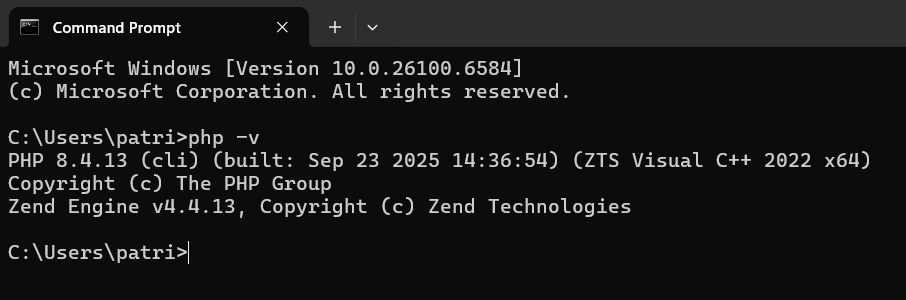 Command Prompt
Microsoft Windows [Version 10.0.26100.6584]
(c) Microsoft Corporation. All rights reserved.
C:\Users\patri>php -v
PHP 8.4.13 (cli) (built: Sep 23 2025 14:36:54) (ZTS Visual C++ 2022 x64)
Copyright (c) The PHP Group
Zend Engine v4.4.13, Copyright (c) Zend Technologies
C:\Users\patri>